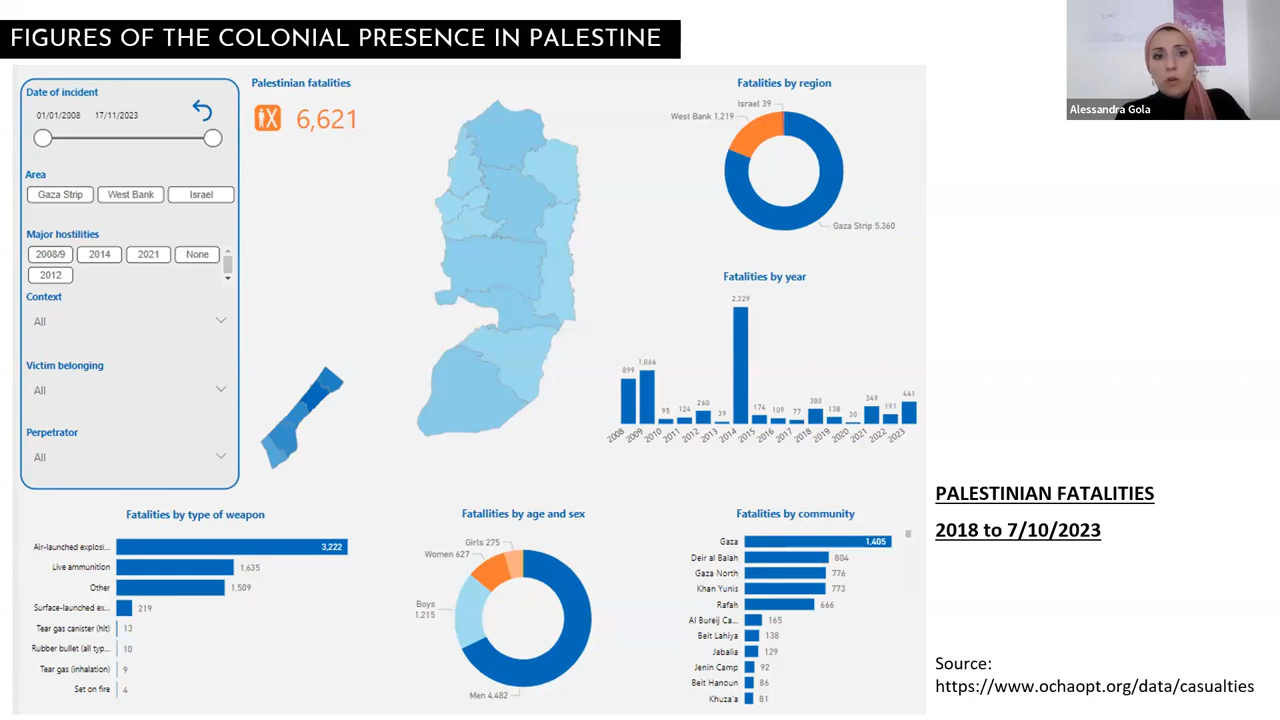 FIGURES OF THE COLONIAL PRESENCE IN PALESTINE
Alessandra Gola
Date of incident
01/01/2008 17/11/2023
Area
Gaza Strip West Bank Israel
Major hostilities
2008/9 2014 2021 None
2012
Context
All
Victim belonging
All
Perpetrator
All
Palestinian fatalities
6,621
Fatalities by region
Israel 39
West Bank 1,219
Gaza Strip 5,360
Fatalities by year
899 1,066 95 124 260 39 2,329 174 109 77 300 138 30 349 191 441
2008 2009 2010 2011 2012 2013 2014 2015 2016 2017 2018 2019 2020 2021 2022 2023
Fatalities by type of weapon
Air-launched explosi... 3,222
Live ammunition 1,635
Other 1,509
Surface-launched ex... 219
Tear gas canister (hit) 13
Rubber bullet (all typ... 10
Tear gas (inhalation) 9
Set on fire 4
Fatallities by age and sex
Girls 275
Women 627
Boys
1,215
Men 4,482
Fatalities by community
Gaza 1,405
Deir al Balah 804
Gaza North 776
Khan Yunis 773
Rafah 666
Al Bureij Ca... 165
Beit Lahiya 138
Jabalia 129
Jenin Camp 92
Beit Hanoun 86
Khuza'a 81
PALESTINIAN FATALITIES
2018 to 7/10/2023
Source:
https://www.ochaopt.org/data/casualties